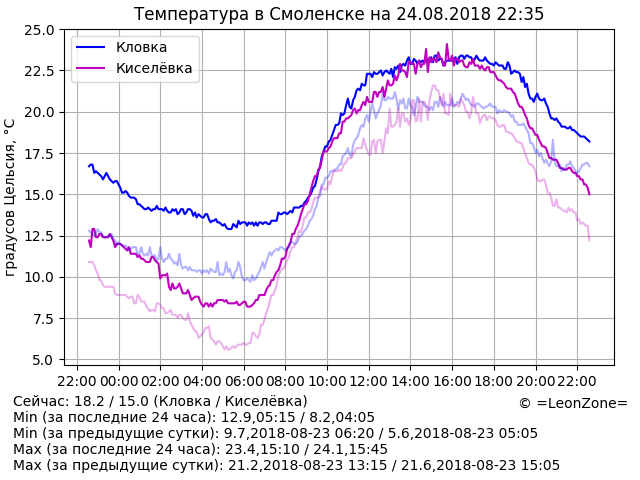 Температура в Смоленске на 24.08.2018 22:35
градусов Цельсия, °C
25.0
22.5
20.0
17.5
15.0
12.5
10.0
7.5
5.0
Кловка
Киселёвка
22:00 00:00 02:00 04:00 06:00 08:00 10:00 12:00 14:00 16:00 18:00 20:00 22:00
Сейчас: 18.2 / 15.0 (Кловка / Киселёвка)
© =LeonZone=
Min (за последние 24 часа): 12.9,05:15 / 8.2,04:05
Min (за предыдущие сутки): 9.7,2018-08-23 06:20 / 5.6,2018-08-23 05:05
Max (за последние 24 часа): 23.4,15:10 / 24.1,15:45
Max (за предыдущие сутки): 21.2,2018-08-23 13:15 / 21.6,2018-08-23 15:05